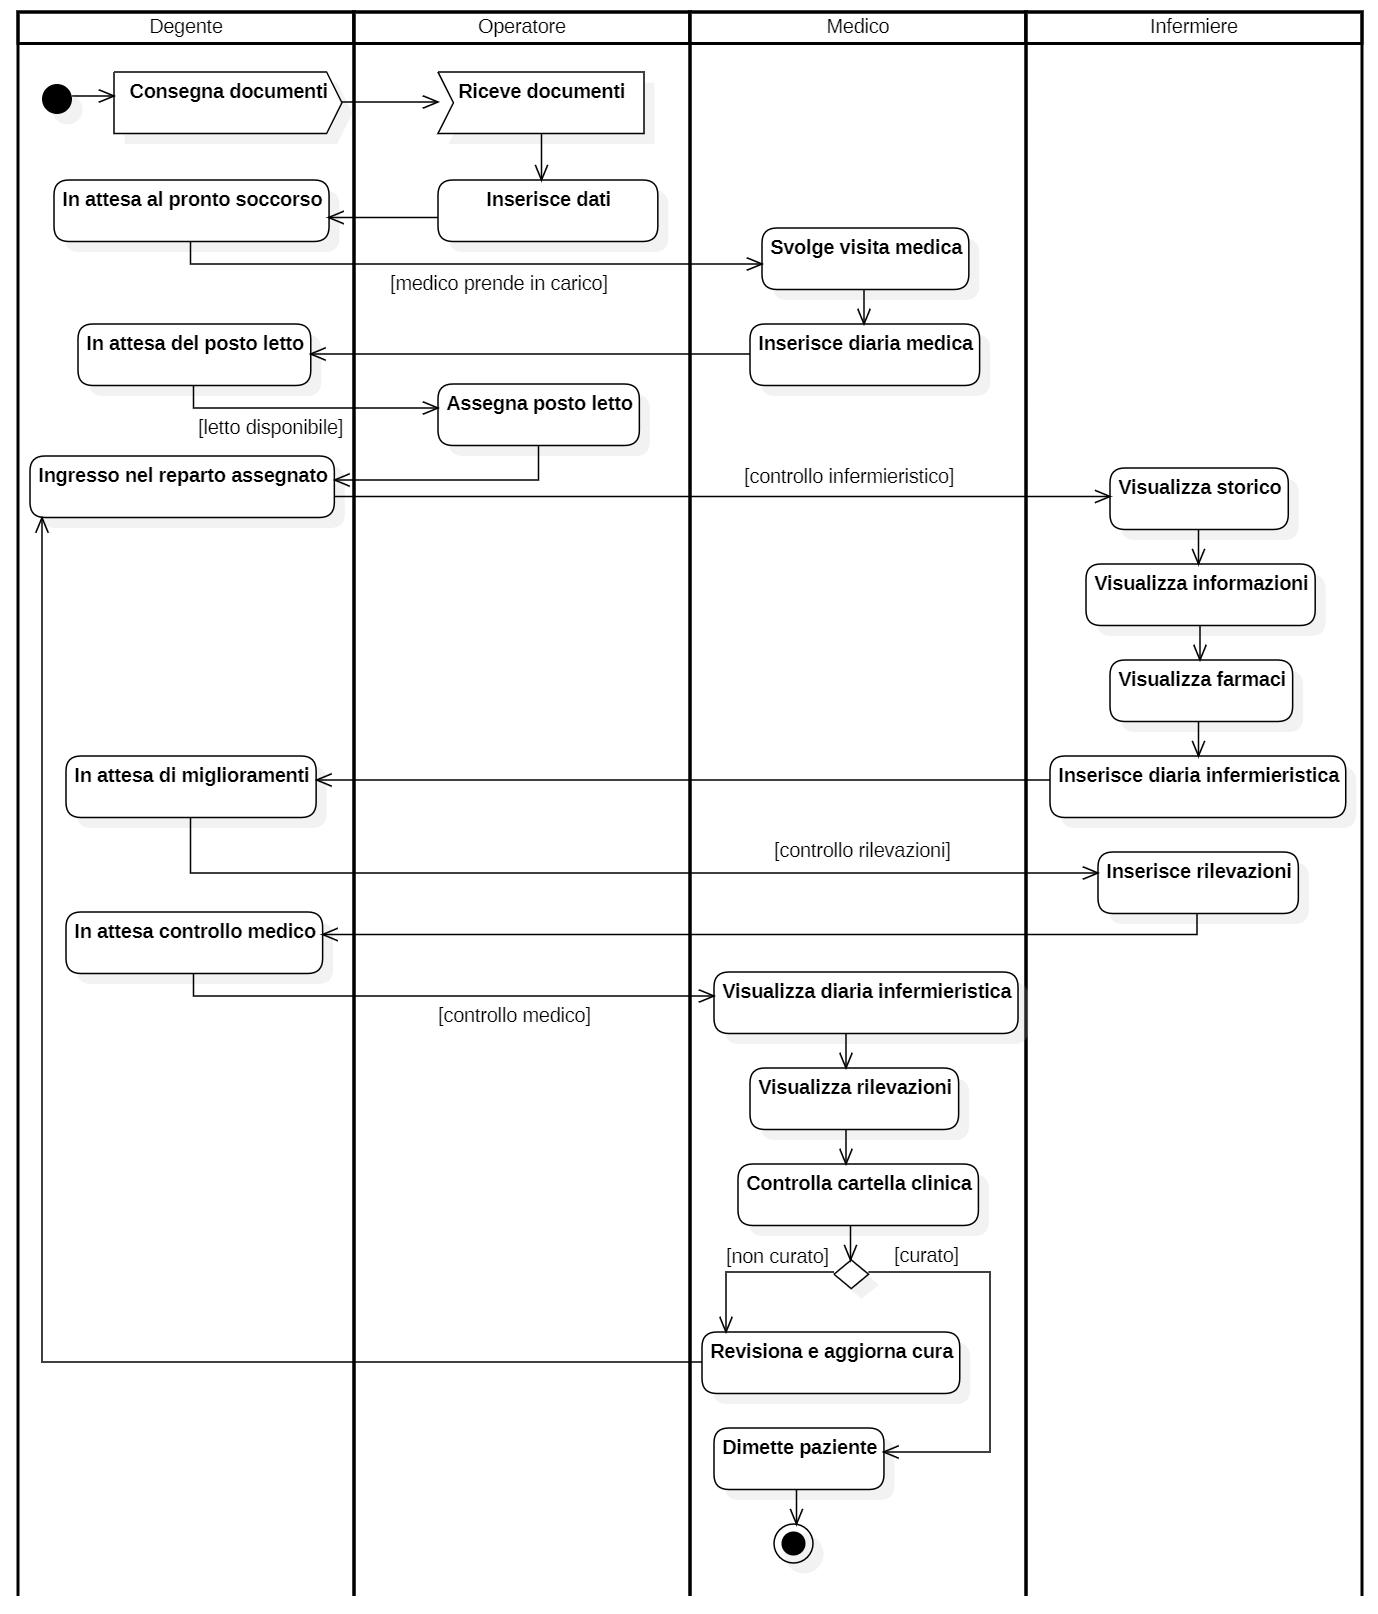 Degente
Operatore
Medico
Infermiere
Consegna documenti
Riceve documenti
In attesa al pronto soccorso
Inserisce dati
Svolge visita medica
[medico prende in carico]
In attesa del posto letto
Inserisce diaria medica
Assegna posto letto
[letto disponibile]
Ingresso nel reparto assegnato
[controllo infermieristico]
Visualizza storico
Visualizza informazioni
Visualizza farmaci
In attesa di miglioramenti
Inserisce diaria infermieristica
[controllo rilevazioni]
Inserisce rilevazioni
In attesa controllo medico
Visualizza diaria infermieristica
[controllo medico]
Visualizza rilevazioni
Controlla cartella clinica
[non curato]
[curato]
Revisiona e aggiorna cura
Dimette paziente